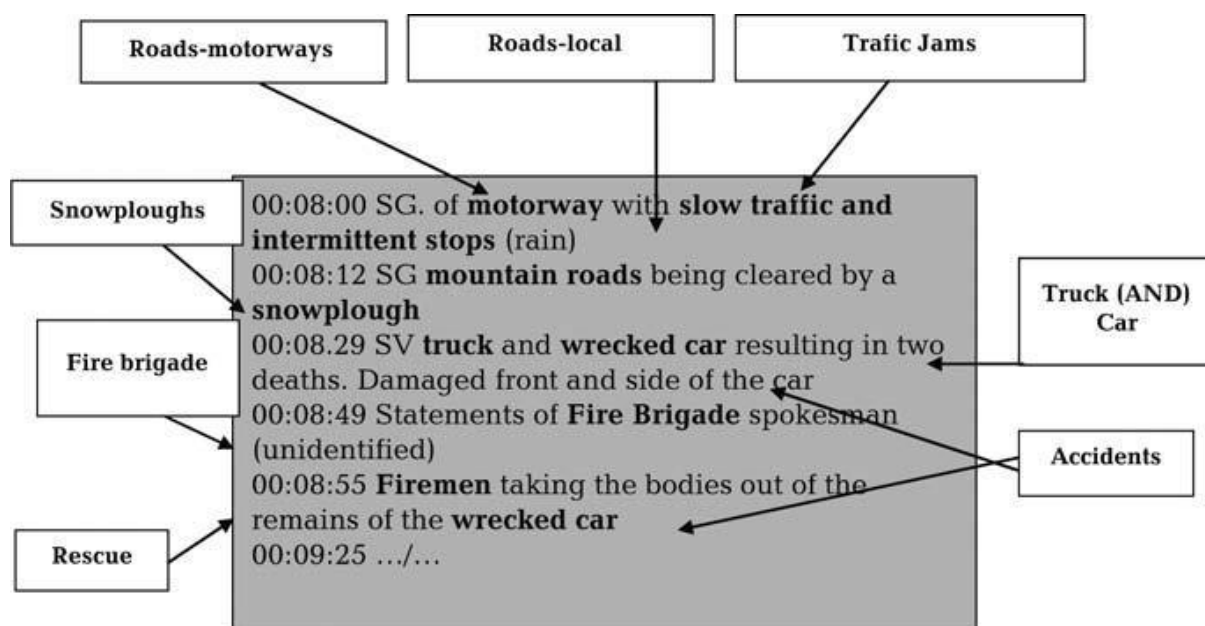 Roads-motorways
Roads-local
Trafic Jams
Snowploughs
Fire brigade
Rescue
00:08:00 SG. of motorway with slow traffic and
intermittent stops (rain)
00:08:12 SG mountain roads being cleared by a
snowplough
00:08.29 SV truck and wrecked car resulting in two
deaths. Damaged front and side of the car
00:08:49 Statements of Fire Brigade spokesman
(unidentified)
00:08:55 Firemen taking the bodies out of the
remains of the wrecked car
00:09:25 .../...
Truck (AND)
Car
Accidents